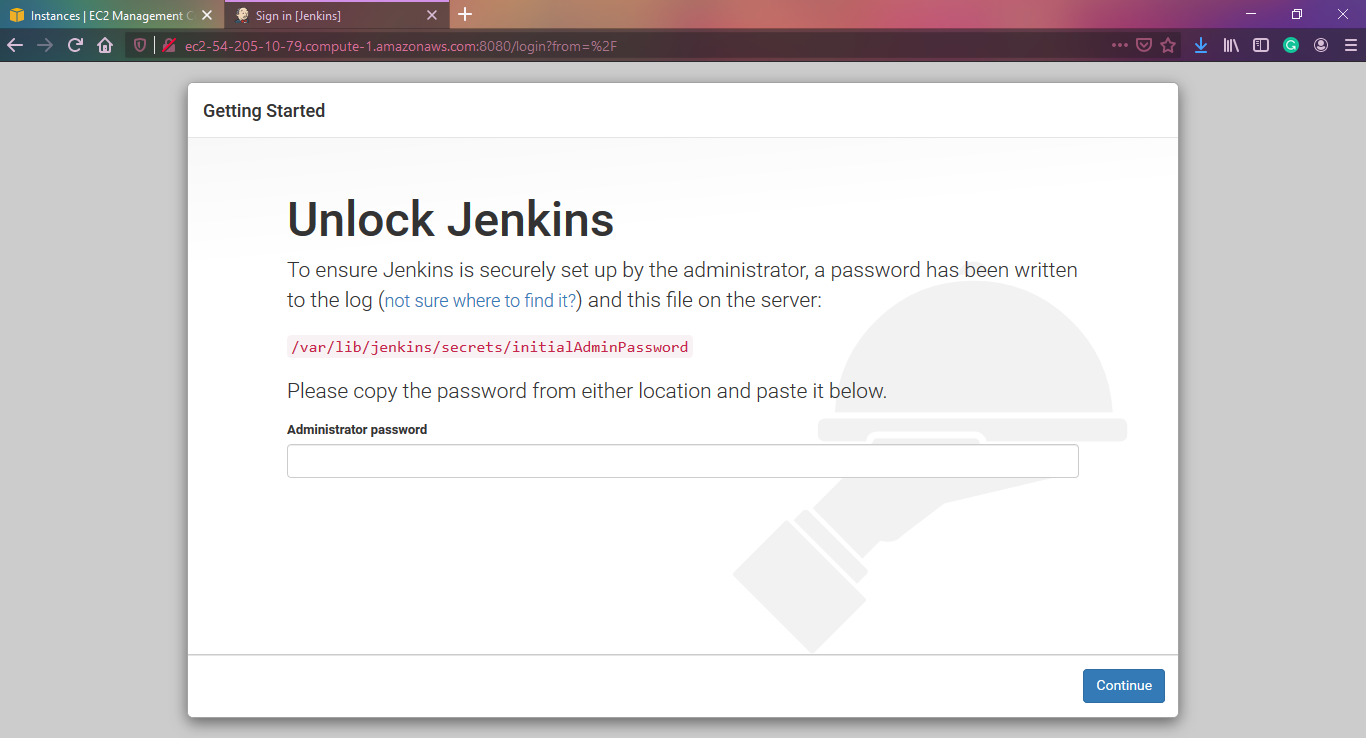 Instances | EC2 Management C
Sign in [Jenkins]
ec2-54-205-10-79.compute-1.amazonaws.com:8080/login?from=%2F
Getting Started
Unlock Jenkins
To ensure Jenkins is securely set up by the administrator, a password has been written
to the log (not sure where to find it?) and this file on the server:
/var/lib/jenkins/secrets/initialAdminPassword
Please copy the password from either location and paste it below.
Administrator password
Continue